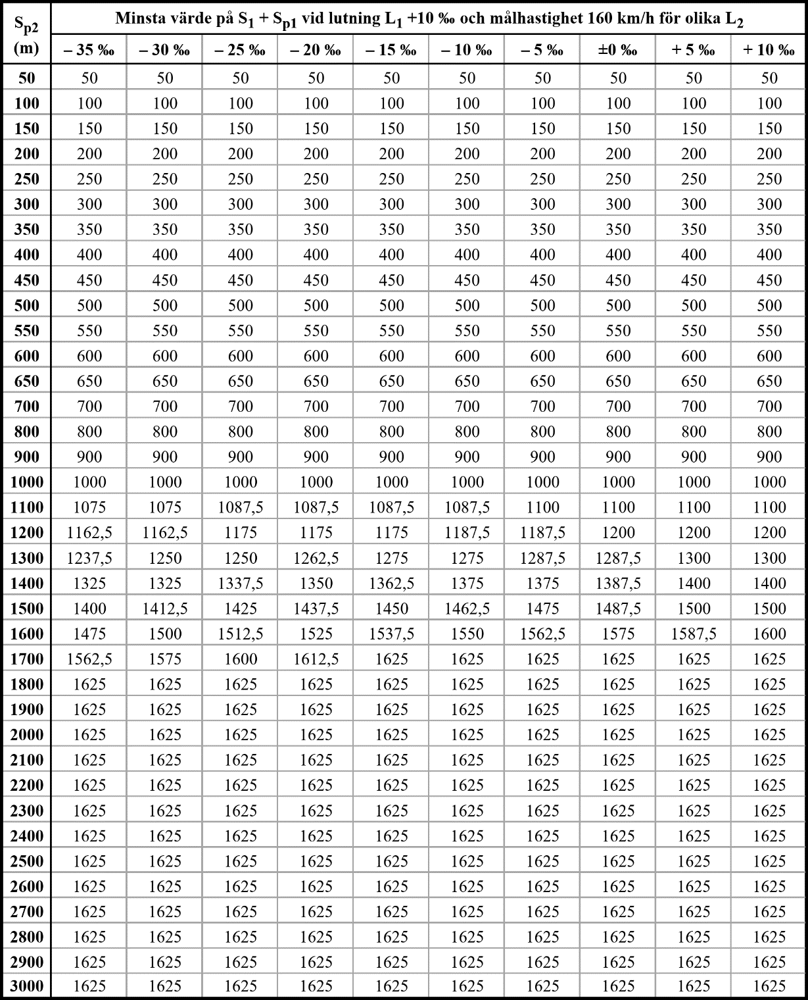 S_p2 (m) Minsta värde på S_1 + S_p1 vid lutning L_1 +10 ‰ och målhastighet 160 km/h för olika L_2
– 35 ‰ – 30 ‰ – 25 ‰ – 20 ‰ – 15 ‰ – 10 ‰ – 5 ‰ ±0 ‰ + 5 ‰ + 10 ‰
50 50 50 50 50 50 50 50 50 50 50
100 100 100 100 100 100 100 100 100 100 100
150 150 150 150 150 150 150 150 150 150 150
200 200 200 200 200 200 200 200 200 200 200
250 250 250 250 250 250 250 250 250 250 250
300 300 300 300 300 300 300 300 300 300 300
350 350 350 350 350 350 350 350 350 350 350
400 400 400 400 400 400 400 400 400 400 400
450 450 450 450 450 450 450 450 450 450 450
500 500 500 500 500 500 500 500 500 500 500
550 550 550 550 550 550 550 550 550 550 550
600 600 600 600 600 600 600 600 600 600 600
650 650 650 650 650 650 650 650 650 650 650
700 700 700 700 700 700 700 700 700 700 700
800 800 800 800 800 800 800 800 800 800 800
900 900 900 900 900 900 900 900 900 900 900
1000 1000 1000 1000 1000 1000 1000 1000 1000 1000 1000
1100 1075 1075 1087,5 1087,5 1087,5 1087,5 1100 1100 1100 1100
1200 1162,5 1162,5 1175 1175 1175 1187,5 1187,5 1200 1200 1200
1300 1237,5 1250 1250 1262,5 1275 1275 1287,5 1287,5 1300 1300
1400 1325 1325 1337,5 1350 1362,5 1375 1375 1387,5 1400 1400
1500 1400 1412,5 1425 1437,5 1450 1462,5 1475 1487,5 1500 1500
1600 1475 1500 1512,5 1525 1537,5 1550 1562,5 1575 1587,5 1600
1700 1562,5 1575 1600 1612,5 1625 1625 1625 1625 1625 1625
1800 1625 1625 1625 1625 1625 1625 1625 1625 1625 1625
1900 1625 1625 1625 1625 1625 1625 1625 1625 1625 1625
2000 1625 1625 1625 1625 1625 1625 1625 1625 1625 1625
2100 1625 1625 1625 1625 1625 1625 1625 1625 1625 1625
2200 1625 1625 1625 1625 1625 1625 1625 1625 1625 1625
2300 1625 1625 1625 1625 1625 1625 1625 1625 1625 1625
2400 1625 1625 1625 1625 1625 1625 1625 1625 1625 1625
2500 1625 1625 1625 1625 1625 1625 1625 1625 1625 1625
2600 1625 1625 1625 1625 1625 1625 1625 1625 1625 1625
2700 1625 1625 1625 1625 1625 1625 1625 1625 1625 1625
2800 1625 1625 1625 1625 1625 1625 1625 1625 1625 1625
2900 1625 1625 1625 1625 1625 1625 1625 1625 1625 1625
3000 1625 1625 1625 1625 1625 1625 1625 1625 1625 1625